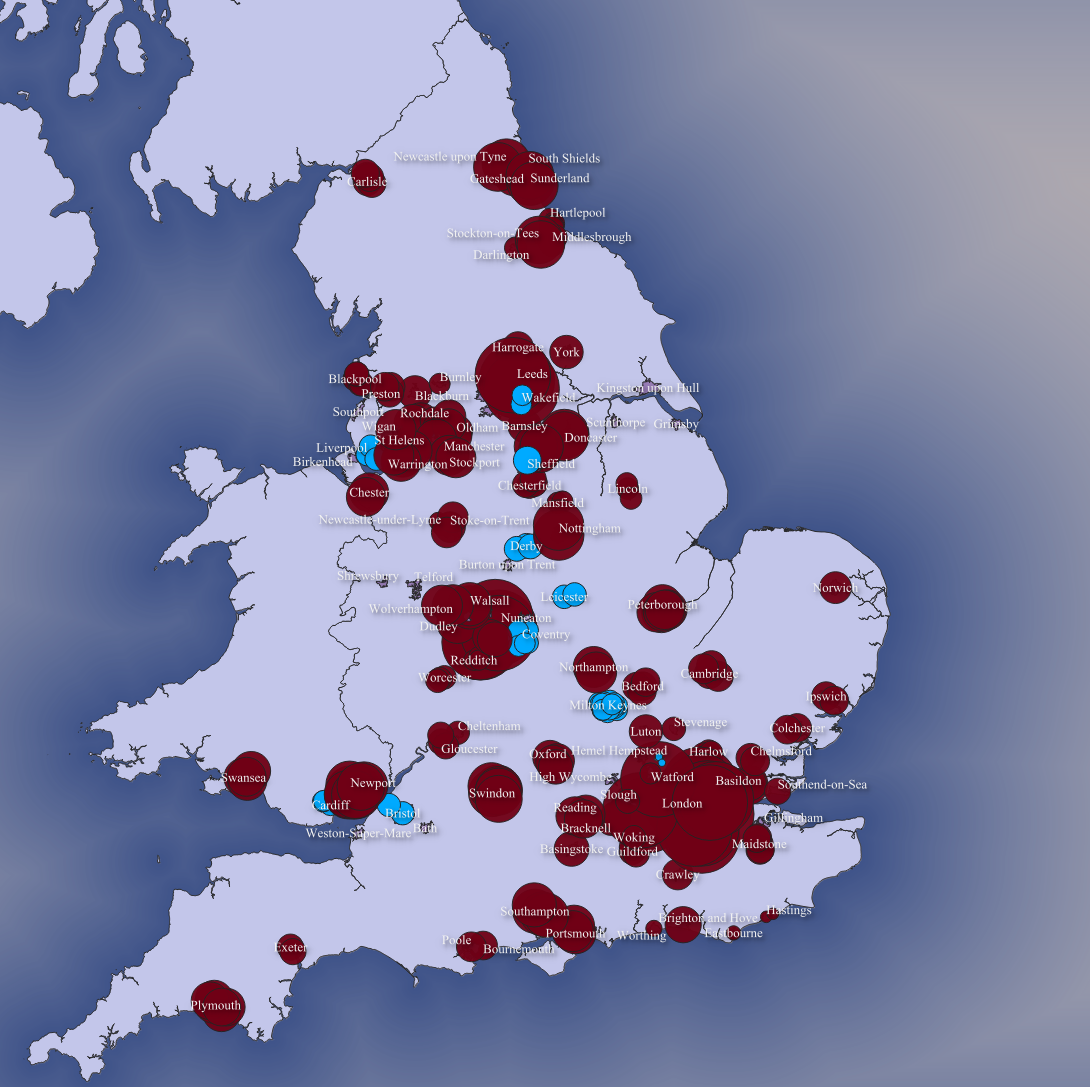 Newcastle upon Tyne
South Shields
Gateshead
Sunderland
Carlisle
Hartlepool
Stockton-on-Tees
Middlesbrough
Darlington
Harrogate
York
Leeds
Blackpool
Burnley
Preston
Blackburn
Wakefield
Kingston upon Hull
Southport
Rochdale
Wigan
Oldham
Barnsley
Scunthorpe
Grimsby
St Helens
Doncaster
Liverpool
Manchester
Birkenhead
Warrington
Stockport
Sheffield
Chesterfield
Chester
Lincoln
Mansfield
Newcastle-under-Lyme
Stoke-on-Trent
Nottingham
Derby
Burton upon Trent
Shrewsbury
Telford
Norwich
Leicester
Walsall
Peterborough
Wolverhampton
Nuneaton
Dudley
Coventry
Redditch
Northampton
Worcester
Cambridge
Bedford
Ipswich
Milton Keynes
Cheltenham
Stevenage
Luton
Colchester
Gloucester
Hemel Hempstead
Harlow
Chelmsford
Oxford
Swansea
High Wycombe
Watford
Basildon
Newport
Southend-on-Sea
Swindon
Slough
London
Cardiff
Reading
Bristol
Gillingham
Weston-Super-Mare
Bath
Bracknell
Woking
Maidstone
Basingstoke
Guildford
Crawley
Southampton
Hastings
Brighton and Hove
Portsmouth
Worthing
Eastbourne
Poole
Bournemouth
Exeter
Plymouth